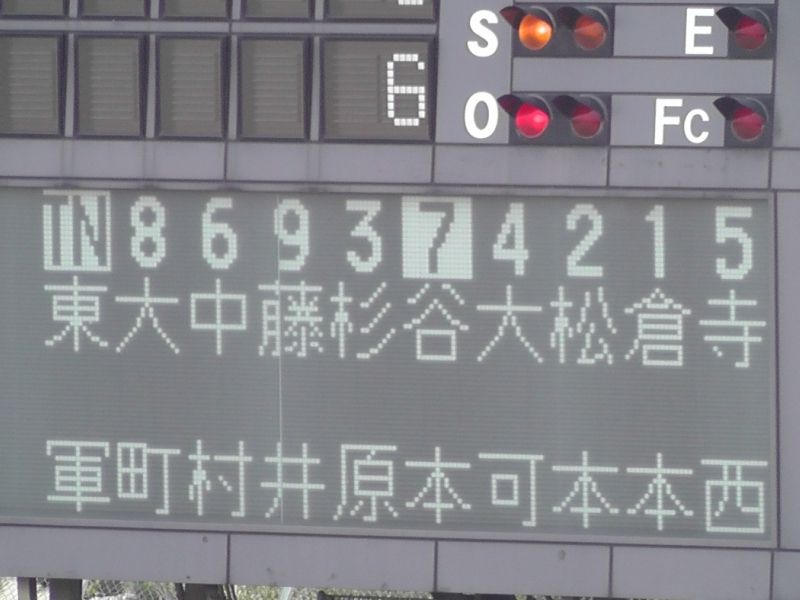 S E
6 O FC
IN 東軍
8 大町
6 中村
9 藤井
3 杉原
7 谷本
4 大可
2 松本
1 倉本
5 寺西